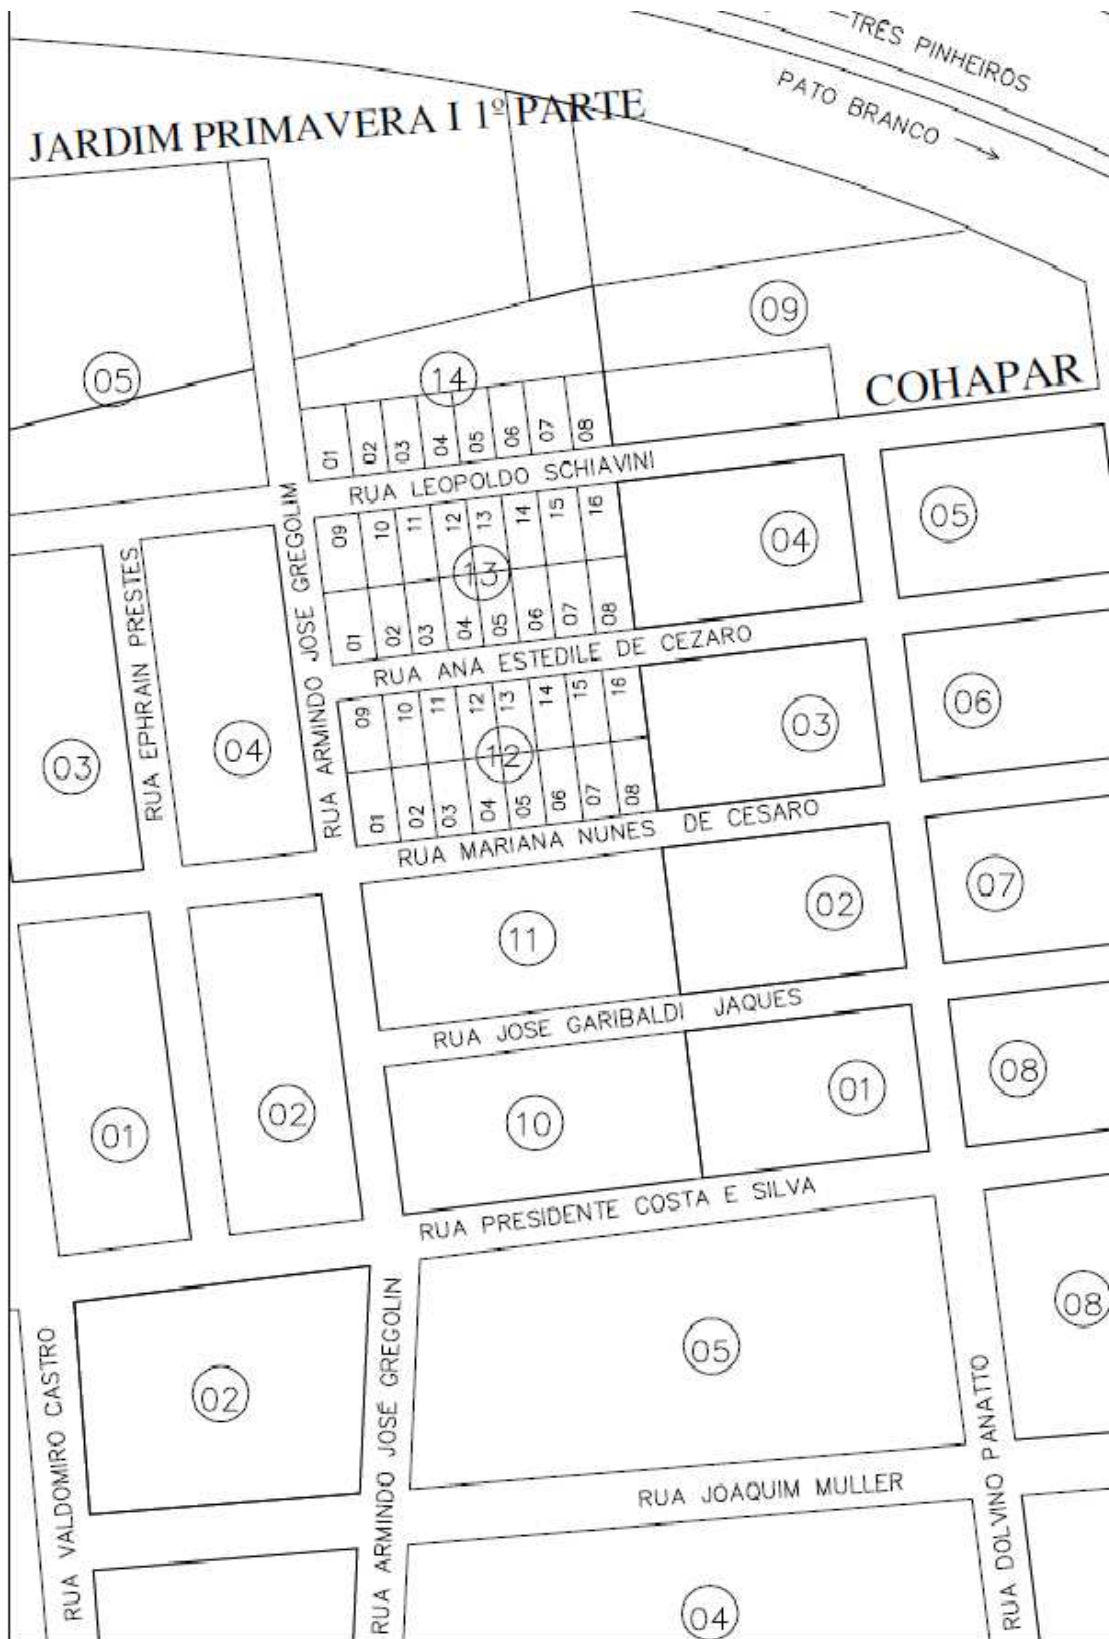 TRÊS PINHEIROS
PATO BRANCO
JARDIM PRIMAVERA I 1º PARTE
09
05
14
COHAPAR
01 02 03 04 05 06 07 08
RUA LEOPOLDO SCHIAVINI
09 10 11 12 13 14 15 16
05
04
13
01 02 03 04 05 06 07 08
RUA ANA ESTEDILE DE CEZARO
RUA EPHRAIN PRESTES
RUA ARMINDO JOSE GREGOLIM
09 10 11 12 13 14 15 16
06
03
04
03
12
01 02 03 04 05 06 07 08
RUA MARIANA NUNES DE CESARO
07
02
11
RUA JOSE GARIBALDI JAQUES
08
01
02
10
01
RUA PRESIDENTE COSTA E SILVA
08
05
02
RUA VALDOMIRO CASTRO
RUA ARMINDO JOSÉ GREGOLIN
RUA DOLVINO PANATTO
RUA JOAQUIM MULLER
04